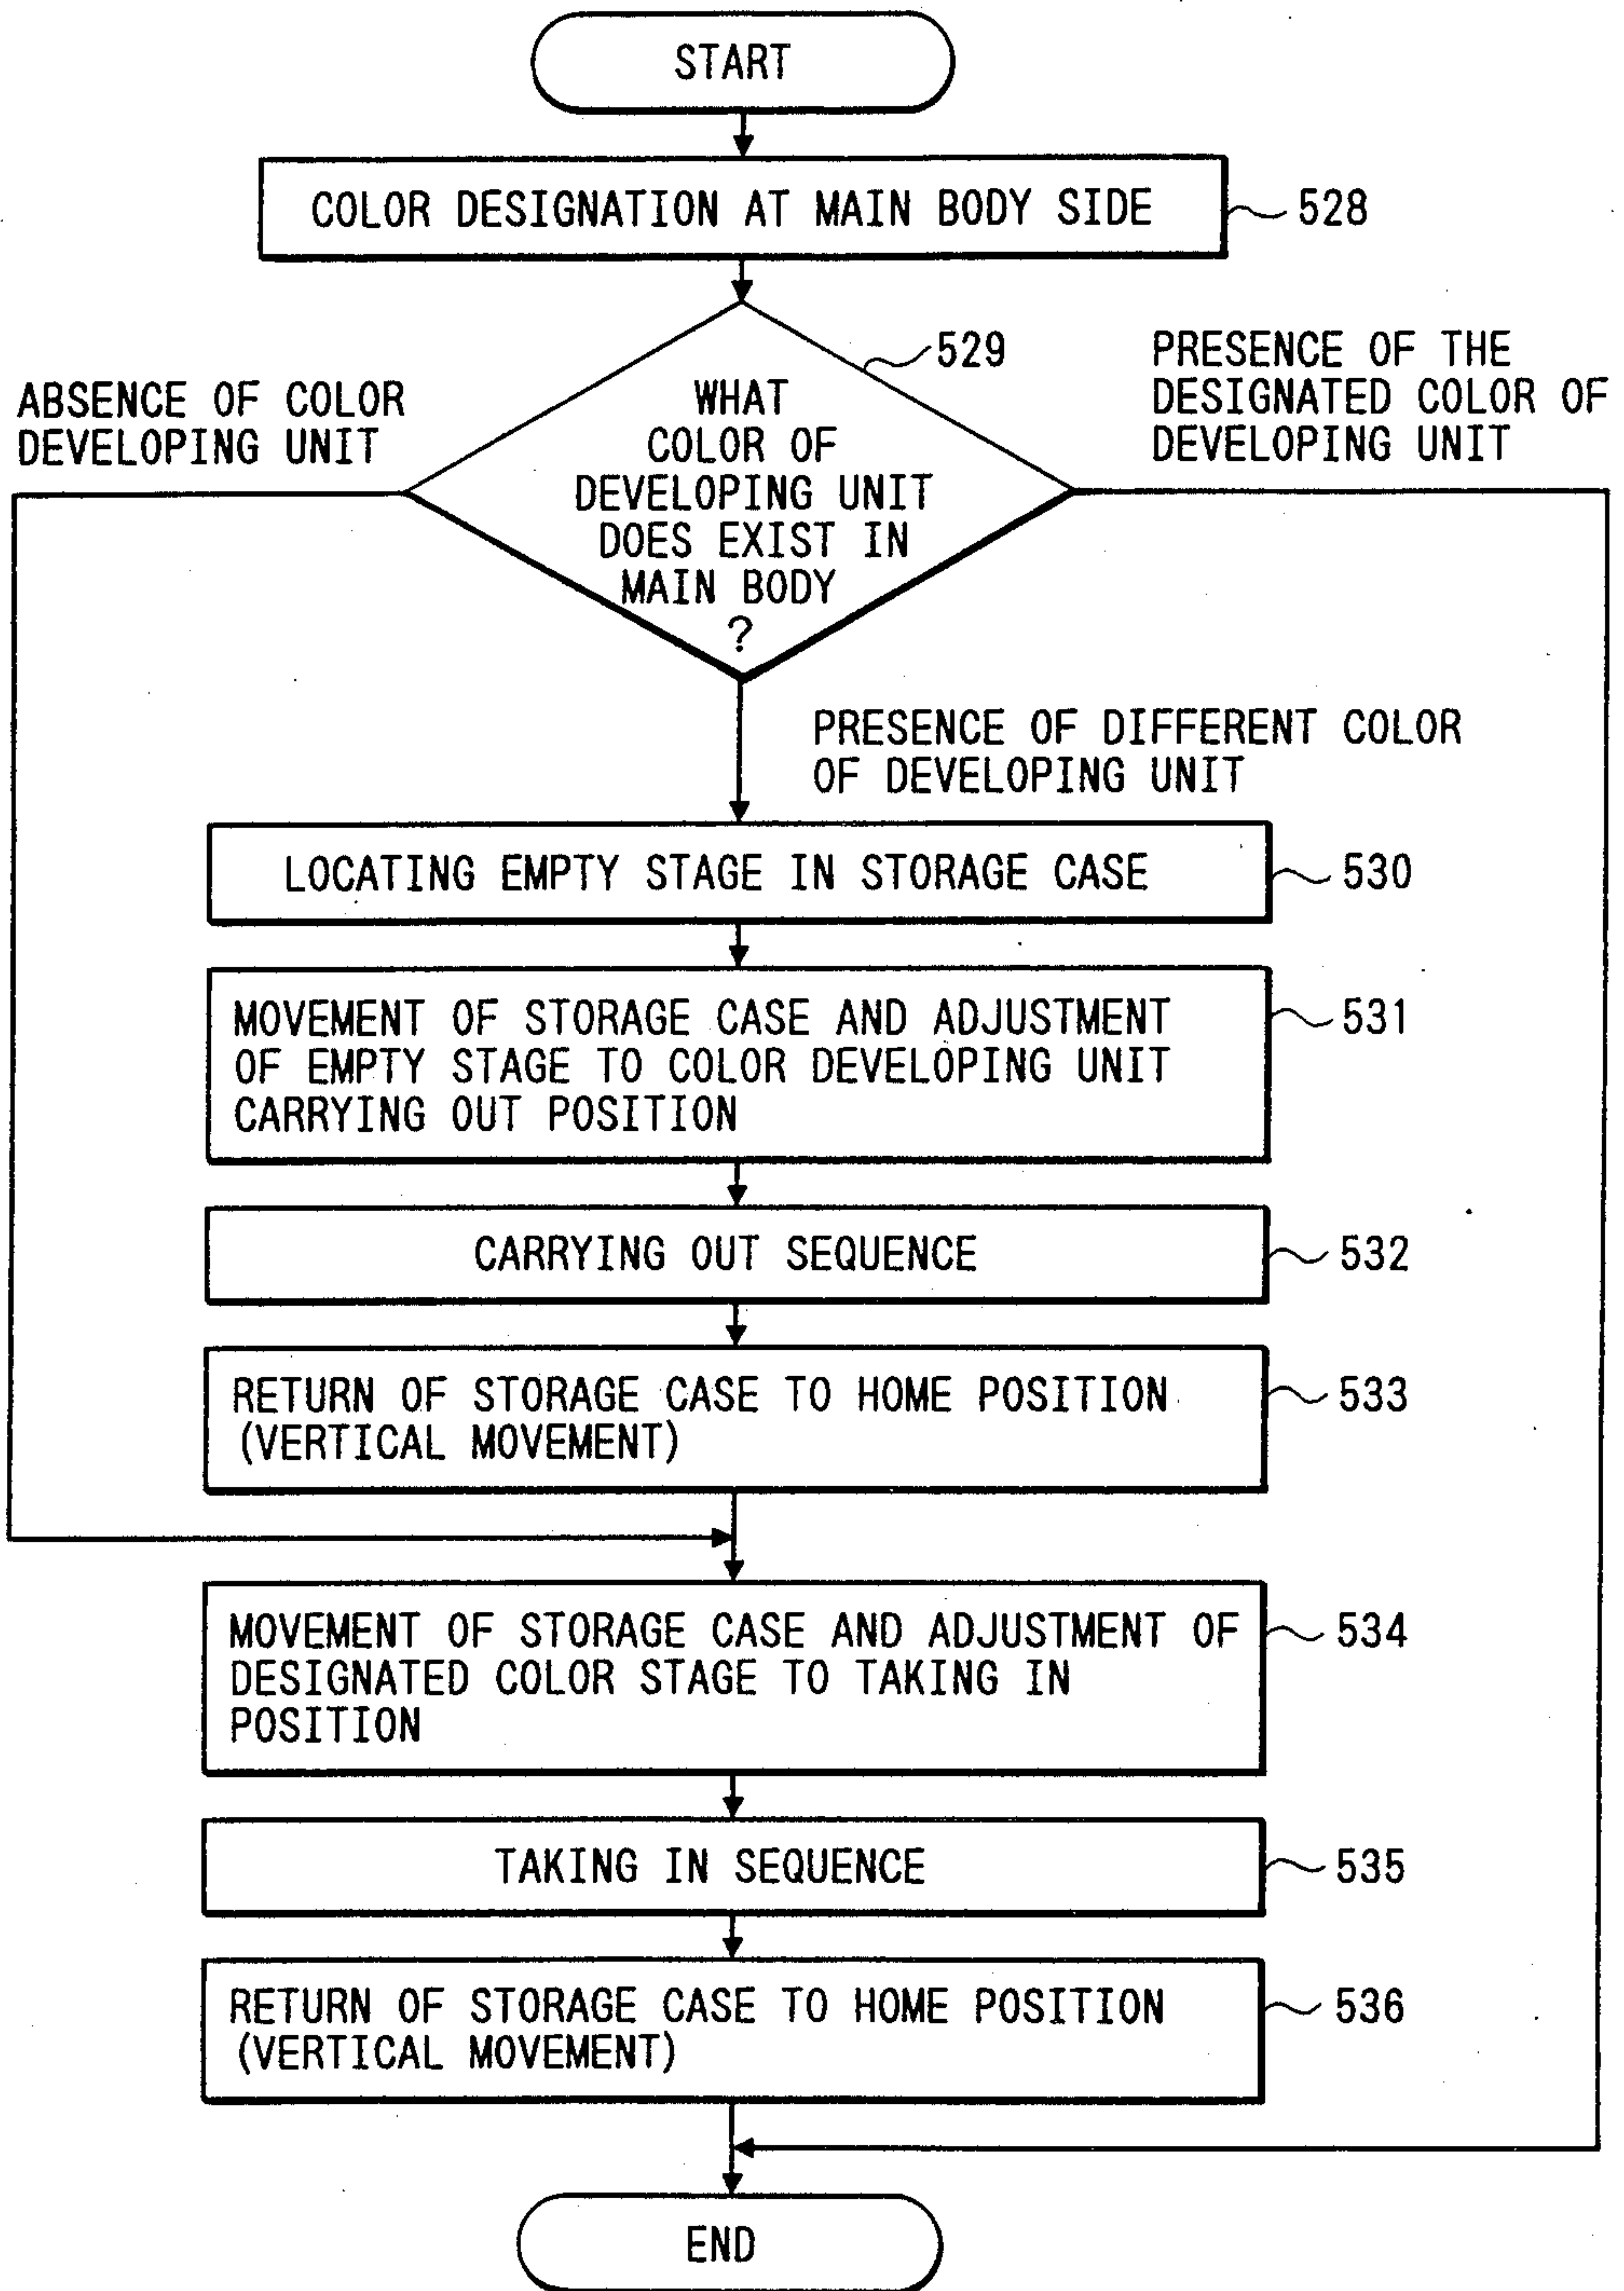 START
COLOR DESIGNATION AT MAIN BODY SIDE
528
529
ABSENCE OF COLOR
DEVELOPING UNIT
WHAT
COLOR OF
DEVELOPING UNIT
DOES EXIST IN
MAIN BODY
?
PRESENCE OF THE
DESIGNATED COLOR OF
DEVELOPING UNIT
PRESENCE OF DIFFERENT COLOR
OF DEVELOPING UNIT
LOCATING EMPTY STAGE IN STORAGE CASE
530
MOVEMENT OF STORAGE CASE AND ADJUSTMENT
OF EMPTY STAGE TO COLOR DEVELOPING UNIT
CARRYING OUT POSITION
531
CARRYING OUT SEQUENCE
532
RETURN OF STORAGE CASE TO HOME POSITION
(VERTICAL MOVEMENT)
533
MOVEMENT OF STORAGE CASE AND ADJUSTMENT OF
DESIGNATED COLOR STAGE TO TAKING IN
POSITION
534
TAKING IN SEQUENCE
535
RETURN OF STORAGE CASE TO HOME POSITION
(VERTICAL MOVEMENT)
536
END